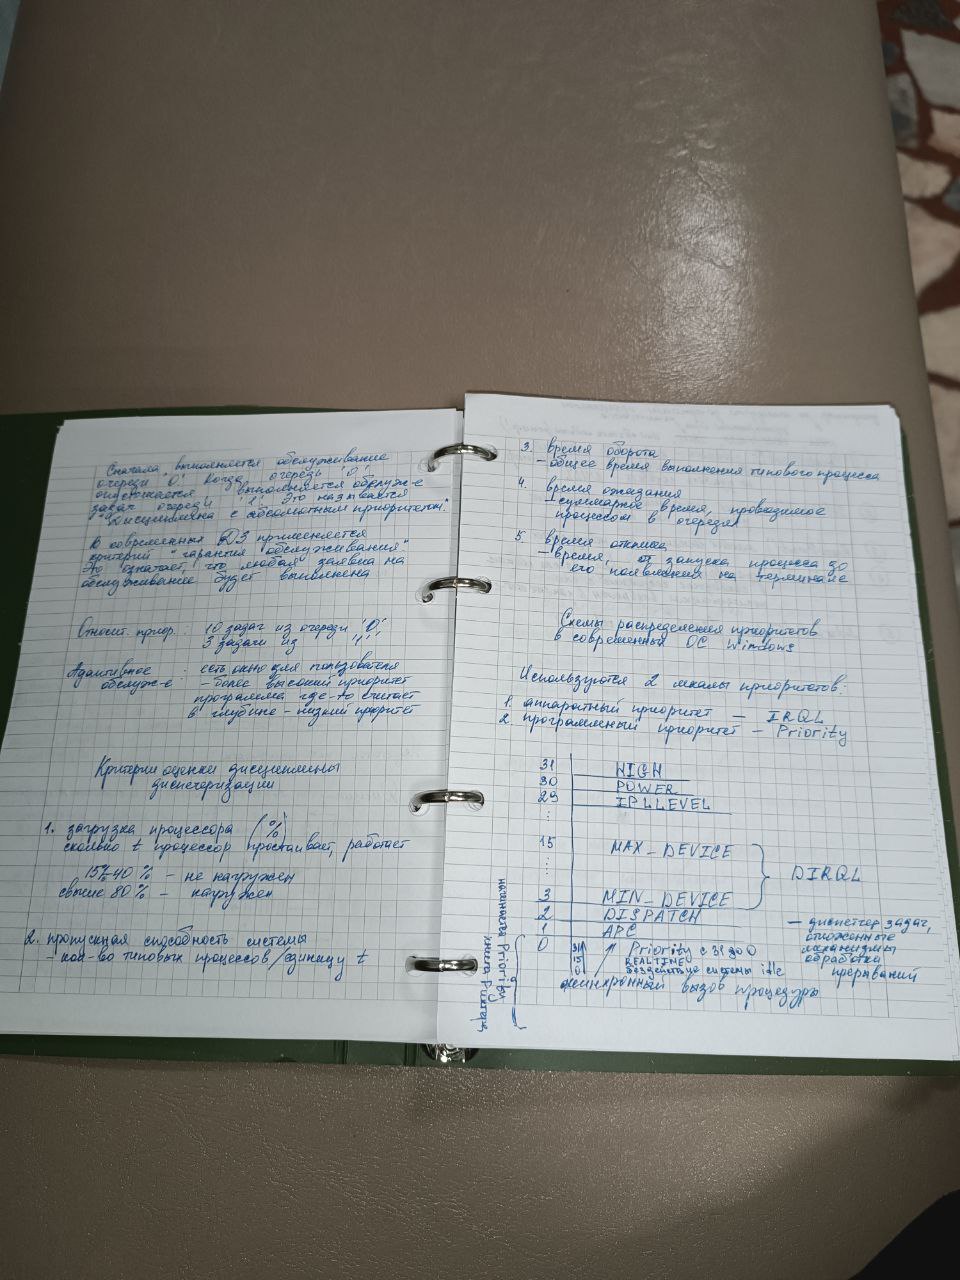 Сначала выполняется обслуживание
очереди '0'. Когда очередь '0'
опустошается выполняется обслуж-е
задач очереди '1'. Это называется
"Дисциплина с абсолютным приоритетом."
В современных ДЗ применяется
критерий "гарантия обслуживания"
Это означает, что любая заявка на
обслуживание будет выполнена
Относит. приор.: 10 задач из очереди '0'
3 задачи из '1'
Адаптивное обслуж-е : есть окно для пользователя
- более высокий приоритет
программа где-то считает
в глубине - низкий приоритет
Критерии оценки дисциплины
диспетчеризации
1. загрузка процессора (%)
сколько t процессор простаивает, работает
15%-40% - не нагружен
свыше 80% - нагружен
2. пропускная способность системы
- кол-во типовых процессов/единицу t
3. время оборота
- общее время выполнения типового процесса
4. время ожидания
- суммарное время, проводимое
процессом в очереди
5. время отклика
- время, от запуска процесса до
его появления на терминале
Схемы распределения приоритетов
в современных ОС Windows
Используются 2 шкалы приоритетов:
1. аппаратный приоритет - IRQL
2. программный приоритет - Priority
31 HIGH
30 POWER
29 IPLLEVEL
15 MAX_DEVICE
DIRQL
3 MIN_DEVICE
2 DISPATCH - диспетчер задач,
отложенные
механизмы
обработки
прерываний
1 APC
0 31 15 0 Priority с 31 до 0
REALTIME
бездействие системы idle
асинхронный вызов процедуры
начинается Priority
книга Рихтера